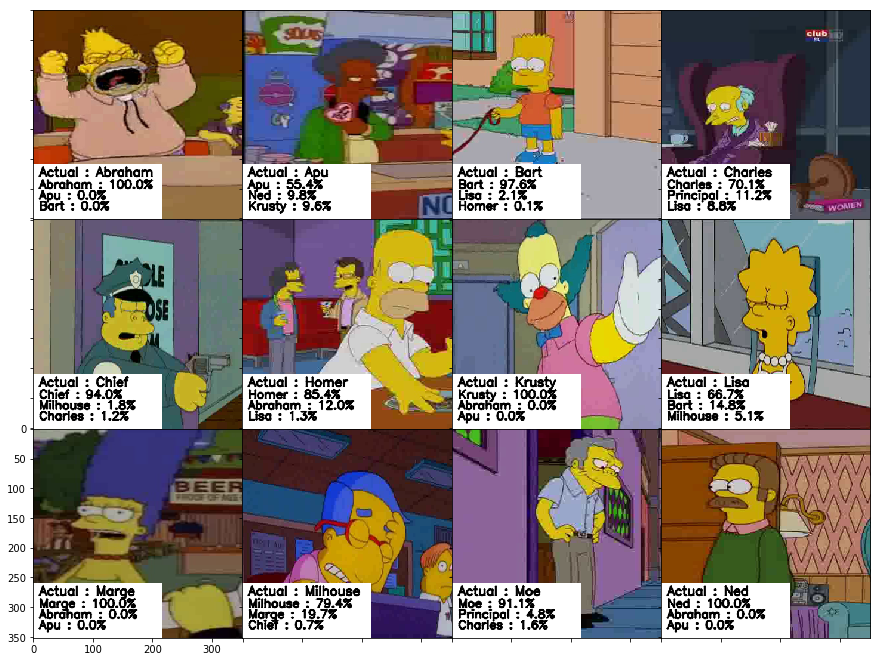 SQUIS
club
Actual : Abraham
Abraham : 100.0%
Apu : 0.0%
Bart : 0.0%
Actual : Apu
Apu : 55.4%
Ned : 9.8%
Krusty : 9.6%
NO
Actual : Bart
Bart : 97.6%
Lisa : 2.1%
Homer : 0.1%
Actual : Charles
Charles : 70.1%
Principal : 11.2%
Lisa : 8.8%
WOMEN
Actual : Chief
Chief : 94.0%
Milhouse : 1.8%
Charles : 1.2%
Actual : Homer
Homer : 85.4%
Abraham : 12.0%
Lisa : 1.3%
Actual : Krusty
Krusty : 100.0%
Abraham : 0.0%
Apu : 0.0%
Actual : Lisa
Lisa : 66.7%
Bart : 14.8%
Milhouse : 5.1%
0
50
100
150
200
250
300
350
BEER
Actual : Marge
Marge : 100.0%
Abraham : 0.0%
Apu : 0.0%
Actual : Milhouse
Milhouse : 79.4%
Marge : 19.7%
Chief : 0.7%
Actual : Moe
Moe : 91.1%
Principal : 4.8%
Charles : 1.6%
Actual : Ned
Ned : 100.0%
Abraham : 0.0%
Apu : 0.0%
0 100 200 300